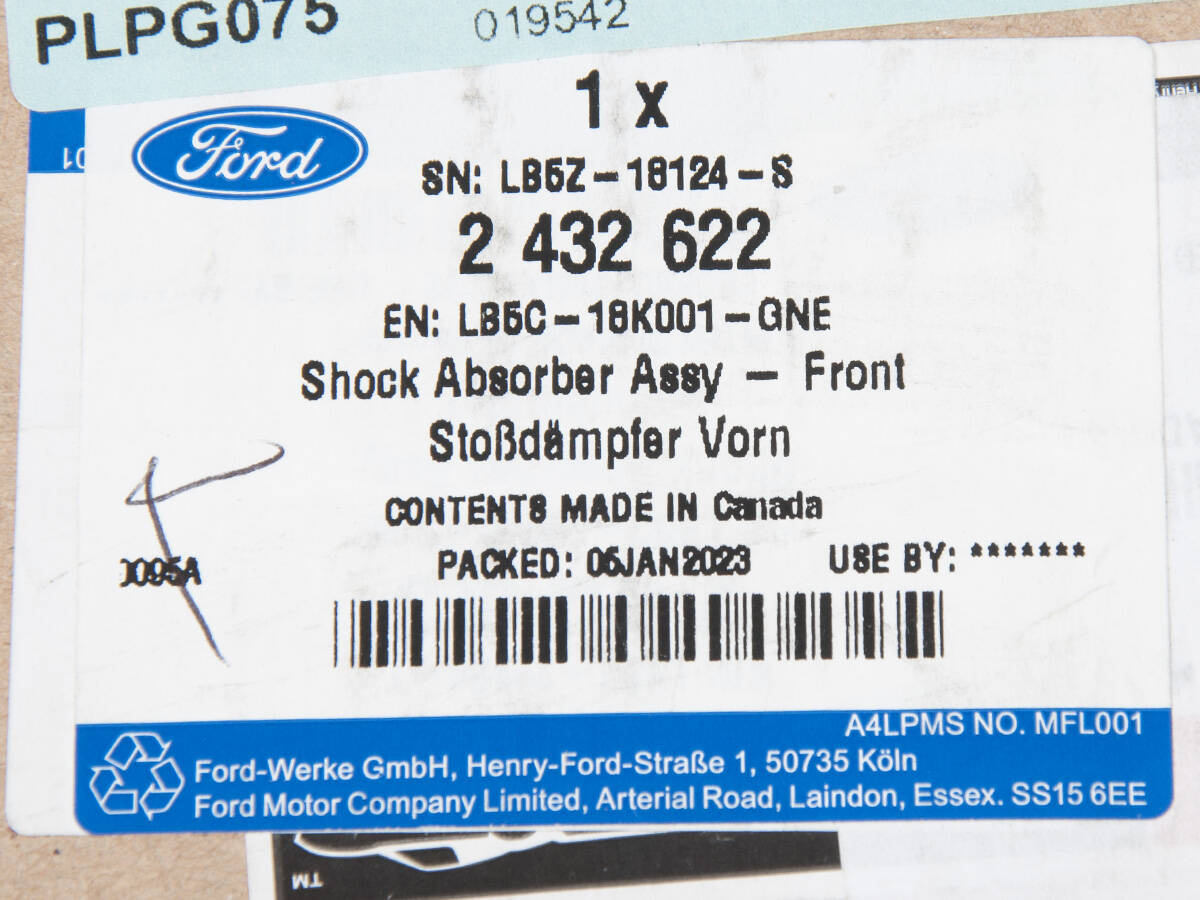 PLPG075
019542
Ford
1 x
SN: LB5Z-18124-S
2 432 622
EN: LB5C-18K001-GNE
Shock Absorber Assy - Front
Stoßdämpfer Vorn
CONTENTS MADE IN Canada
0095A PACKED: 05JAN2023 USE BY: *******
A4LPMS NO. MFL001
Ford-Werke GmbH, Henry-Ford-Straße 1, 50735 Köln
Ford Motor Company Limited, Arterial Road, Laindon, Essex. SS15 6EE
TM